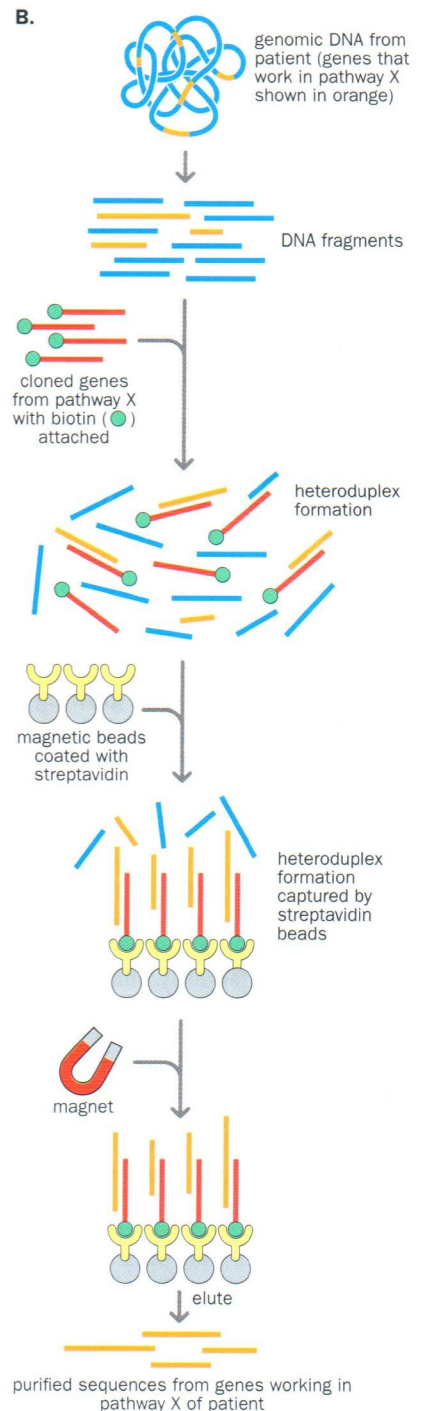 B.
genomic DNA from
patient (genes that
work in pathway X
shown in orange)
DNA fragments
cloned genes
from pathway X
with biotin ( )
attached
heteroduplex
formation
magnetic beads
coated with
streptavidin
heteroduplex
formation
captured by
streptavidin
beads
magnet
elute
purified sequences from genes working in
pathway X of patient